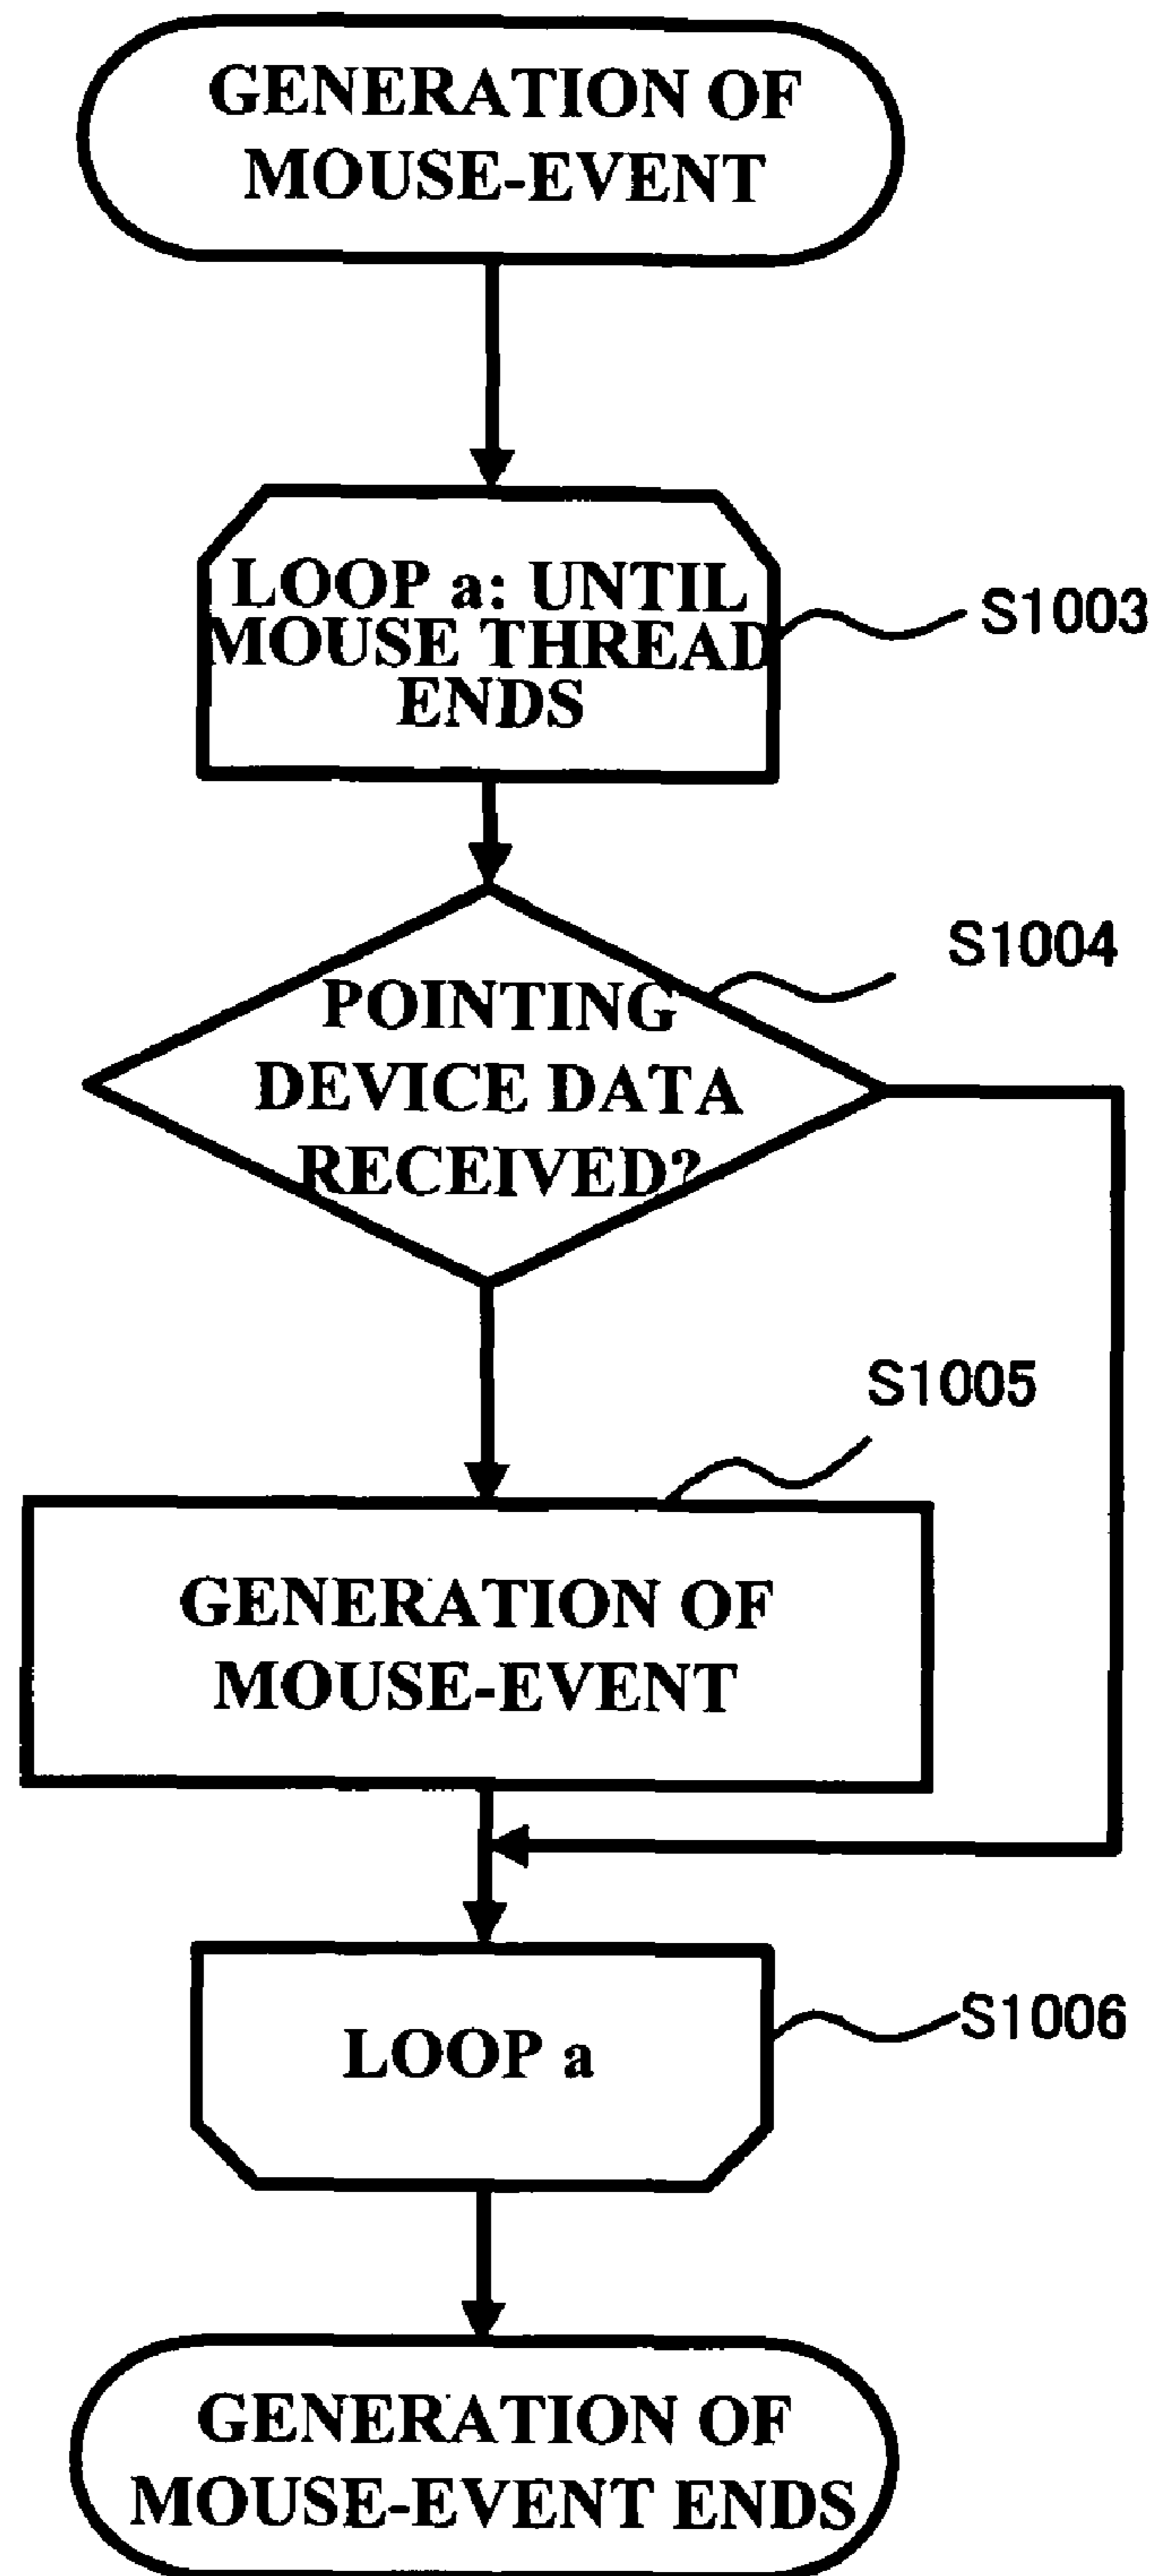 GENERATION OF
MOUSE-EVENT
LOOP a: UNTIL
MOUSE THREAD
ENDS
S1003
S1004
POINTING
DEVICE DATA
RECEIVED?
S1005
GENERATION OF
MOUSE-EVENT
LOOP a
S1006
GENERATION OF
MOUSE-EVENT ENDS